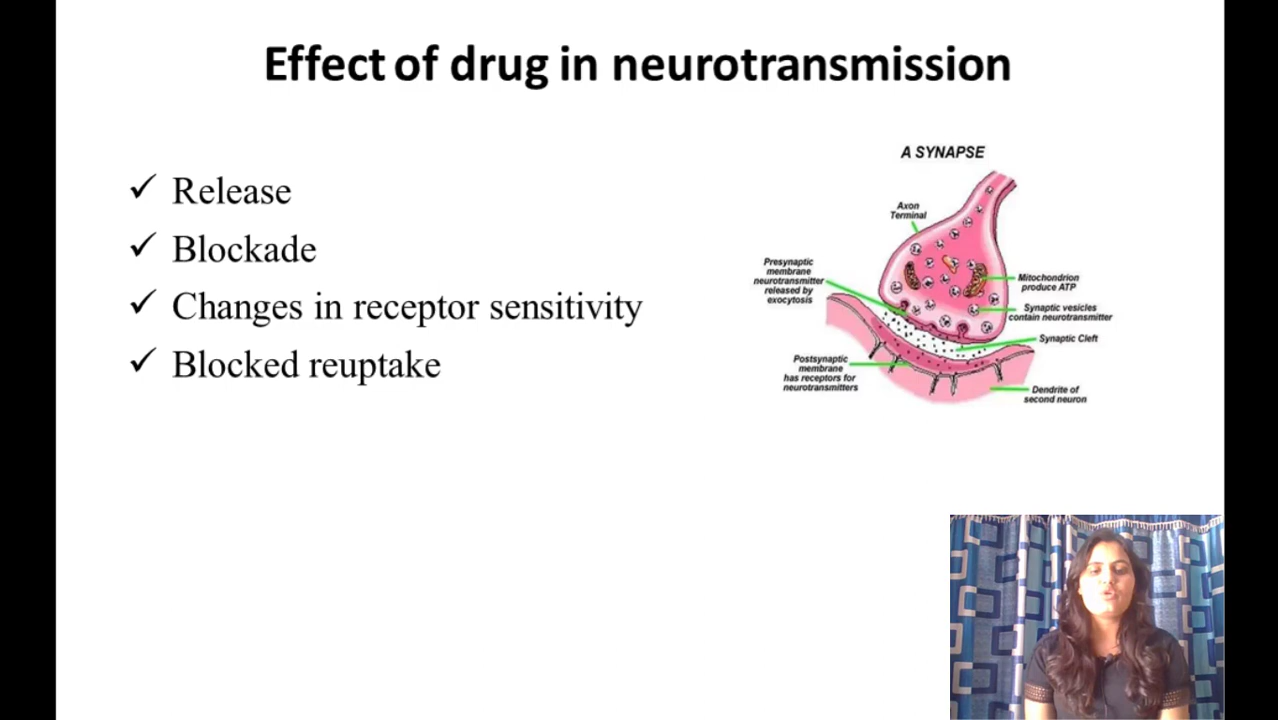 Effect of drug in neurotransmission
✓ Release
✓ Blockade
✓ Changes in receptor sensitivity
✓ Blocked reuptake
A SYNAPSE
Axon
Terminal
Presynaptic
membrane
neurotransmitter
released by
exocytosis
Mitochondrion
produce ATP
Synaptic vesicles
contain neurotransmitter
Synaptic Cleft
Postsynaptic
membrane
has receptors for
neurotransmitters
Dendrite of
second neuron